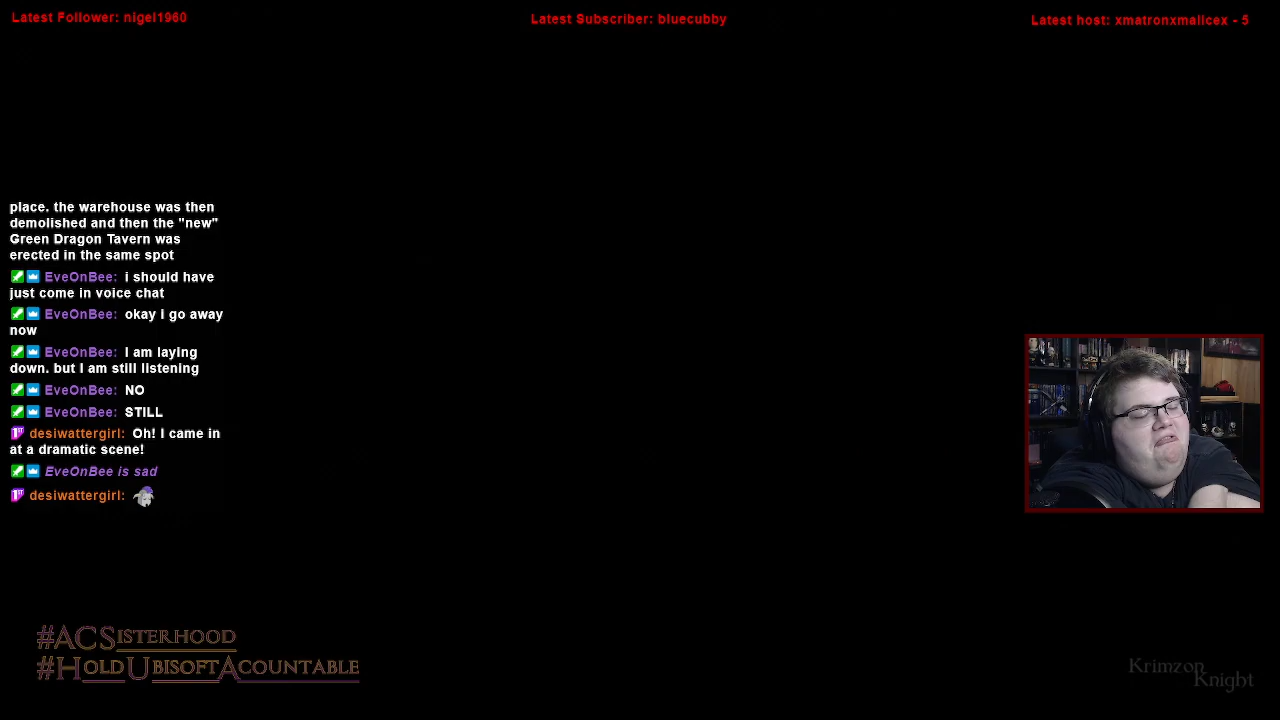 Latest Follower: nigel1960
Latest Subscriber: bluecubby
Latest host: xmatronxmalicex - 5
place. the warehouse was then
demolished and then the "new"
Green Dragon Tavern was
erected in the same spot
EveOnBee: i should have
just come in voice chat
EveOnBee: okay I go away
now
EveOnBee: I am laying
down. but I am still listening
EveOnBee: NO
EveOnBee: STILL
desiwattergirl: Oh! I came in
at a dramatic scene!
EveOnBee is sad
desiwattergirl:
#ACSisterhood
#HoldUbisoftAcountable
Krimzon
Knight